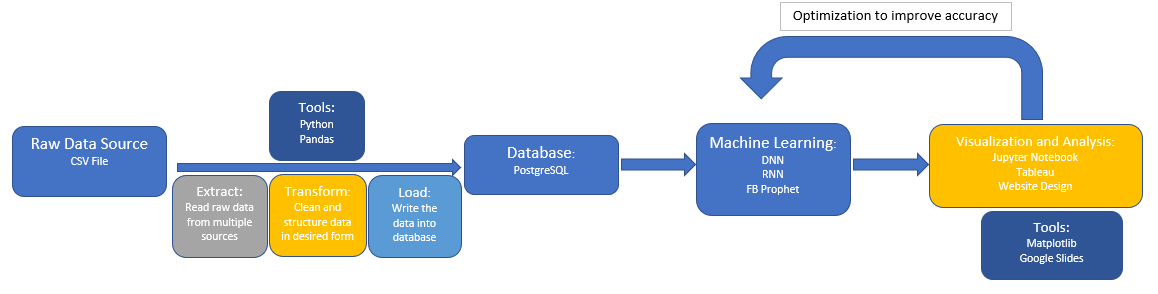 Optimization to improve accuracy
Raw Data Source
CSV File
Tools:
Python
Pandas
Extract:
Read raw data
from multiple
sources
Transform:
Clean and
structure data
in desired form
Load:
Write the
data into
database
Database:
PostgreSQL
Machine Learning:
DNN
RNN
FB Prophet
Visualization and Analysis:
Jupyter Notebook
Tableau
Website Design
Tools:
Matplotlib
Google Slides